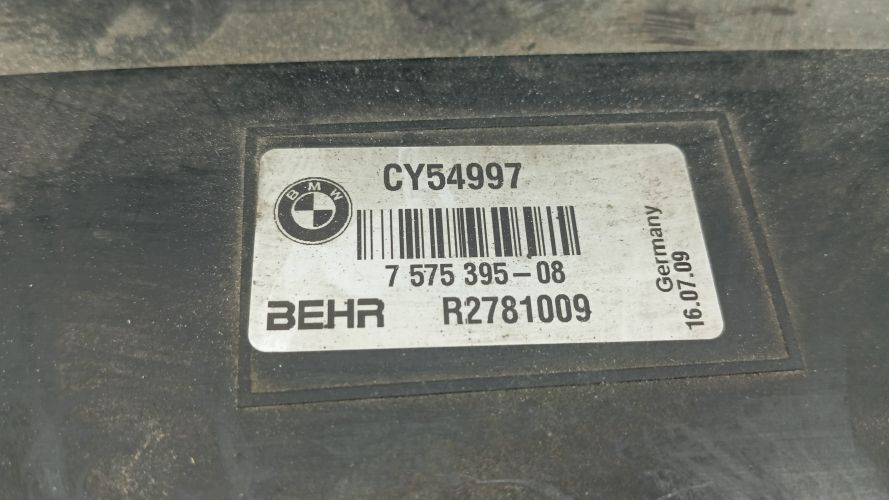 CY54997
BMW
7 575 395-08
BEHR R2781009
Germany
16.07.09